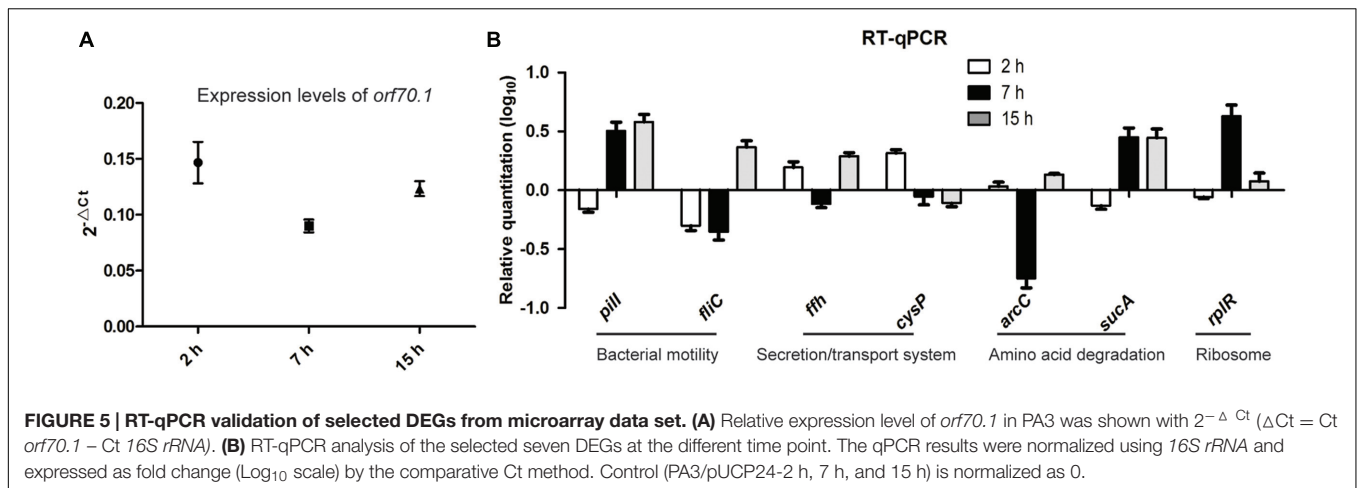 A
Expression levels of orf70.1
2^-△Ct
0.20
0.15
0.10
0.05
0.00
2 h
7 h
15 h
B
RT-qPCR
Relative quantitation (log10)
1.0
0.5
0.0
-0.5
-1.0
2 h
7 h
15 h
pilI
fliC
ffh
cysP
arcC
sucA
rplR
Bacterial motility
Secretion/transport system
Amino acid degradation
Ribosome
FIGURE 5 | RT-qPCR validation of selected DEGs from microarray data set. (A) Relative expression level of orf70.1 in PA3 was shown with 2− △ Ct (△Ct = Ct
orf70.1 – Ct 16S rRNA). (B) RT-qPCR analysis of the selected seven DEGs at the different time point. The qPCR results were normalized using 16S rRNA and
expressed as fold change (Log10 scale) by the comparative Ct method. Control (PA3/pUCP24-2 h, 7 h, and 15 h) is normalized as 0.